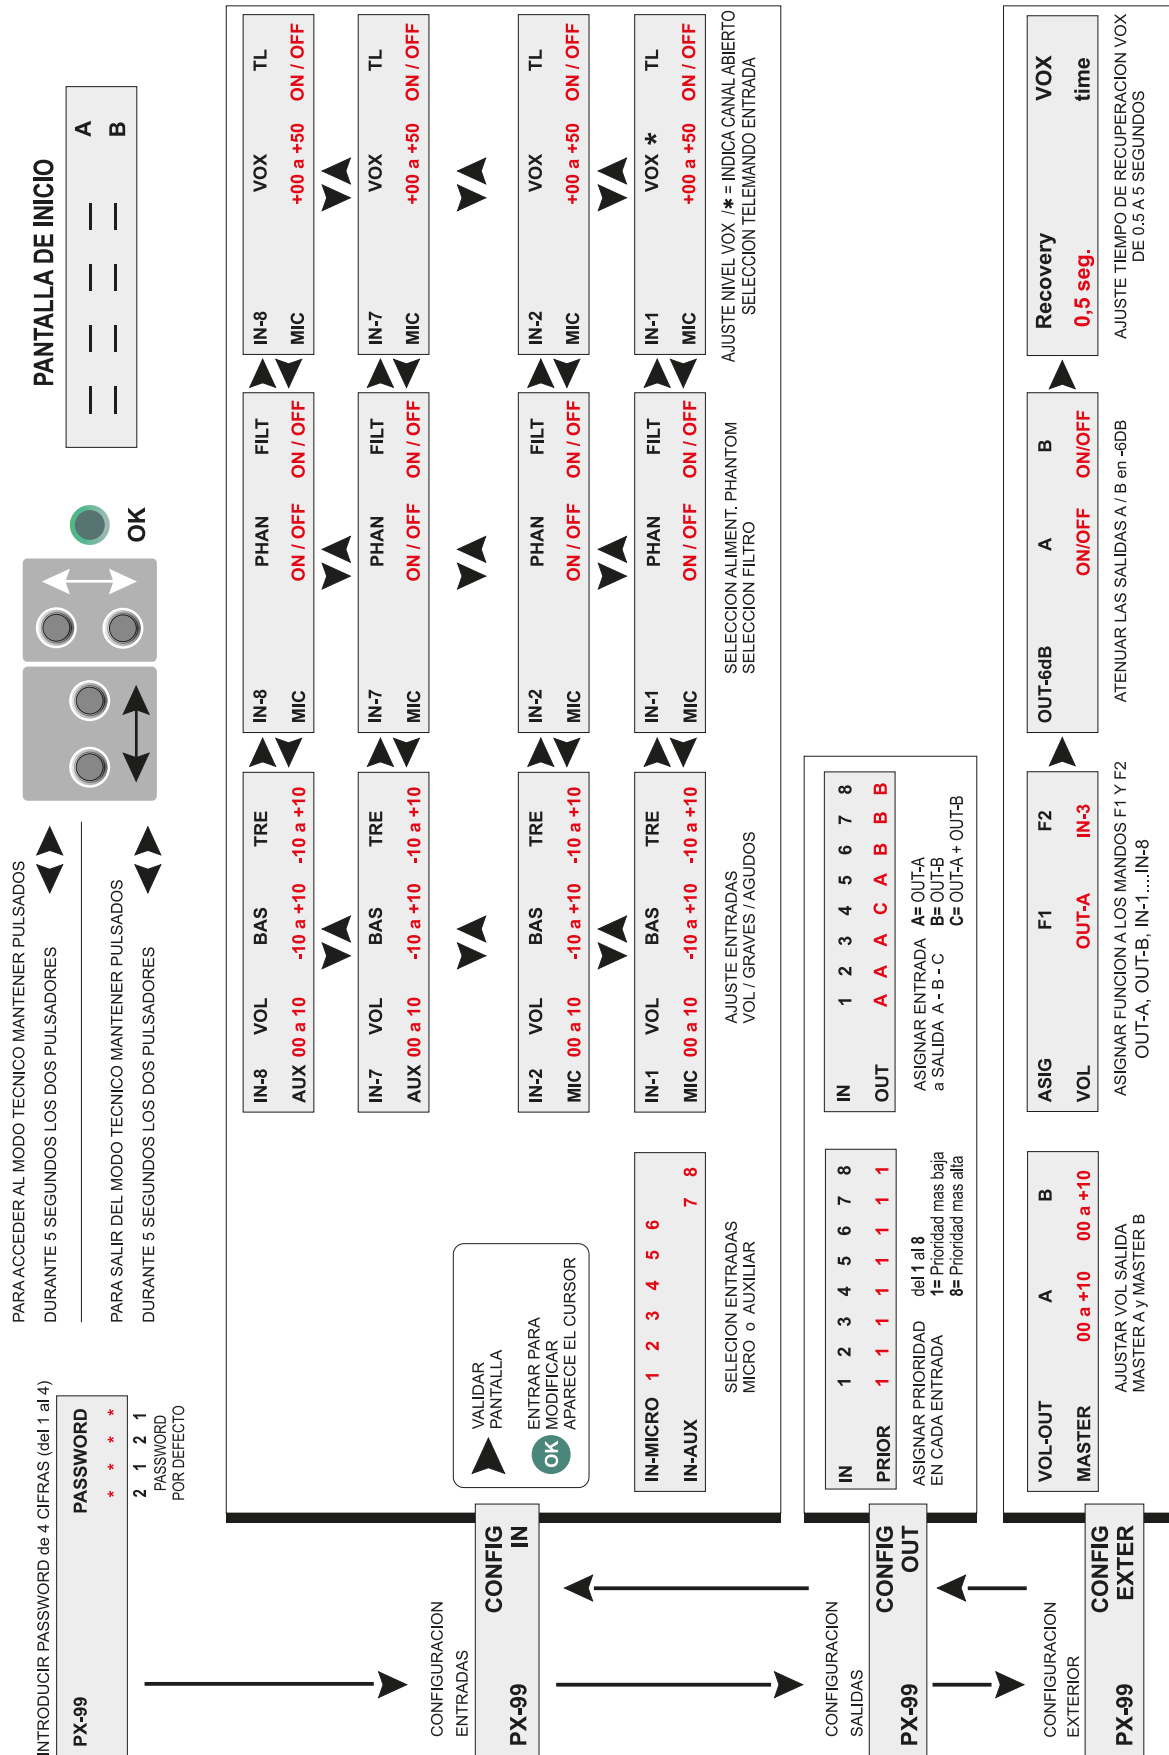 INTRODUCIR PASSWORD de 4 CIFRAS (del 1 al 4)
PX-99 PASSWORD
* * * *
2 1 2 1
PASSWORD
POR DEFECTO
PARA ACCEDER AL MODO TECNICO MANTENER PULSADOS
DURANTE 5 SEGUNDOS LOS DOS PULSADORES
PARA SALIR DEL MODO TECNICO MANTENER PULSADOS
DURANTE 5 SEGUNDOS LOS DOS PULSADORES
OK
PANTALLA DE INICIO
A
B
CONFIGURACION
ENTRADAS
PX-99 CONFIG
IN
VALIDAR
PANTALLA
OK
ENTRAR PARA
MODIFICAR
APARECE EL CURSOR
IN-MICRO 1 2 3 4 5 6
IN-AUX 7 8
SELECION ENTRADAS
MICRO o AUXILIAR
IN-8 VOL BAS TRE
AUX 00 a 10 -10 a +10 -10 a +10
IN-8 PHAN FILT
MIC ON / OFF ON / OFF
IN-8 VOX TL
MIC +00 a +50 ON / OFF
IN-7 VOL BAS TRE
AUX 00 a 10 -10 a +10 -10 a +10
IN-7 PHAN FILT
MIC ON / OFF ON / OFF
IN-7 VOX TL
MIC +00 a +50 ON / OFF
IN-2 VOL BAS TRE
MIC 00 a 10 -10 a +10 -10 a +10
IN-2 PHAN FILT
MIC ON / OFF ON / OFF
IN-2 VOX TL
MIC +00 a +50 ON / OFF
IN-1 VOL BAS TRE
MIC 00 a 10 -10 a +10 -10 a +10
IN-1 PHAN FILT
MIC ON / OFF ON / OFF
IN-1 VOX * TL
MIC +00 a +50 ON / OFF
AJUSTE ENTRADAS
VOL / GRAVES / AGUDOS
SELECCION ALIMENT. PHANTOM
SELECCION FILTRO
AJUSTE NIVEL VOX /* = INDICA CANAL ABIERTO
SELECCION TELEMANDO ENTRADA
CONFIGURACION
SALIDAS
PX-99 CONFIG
OUT
IN 1 2 3 4 5 6 7 8
PRIOR 1 1 1 1 1 1 1 1
ASIGNAR PRIORIDAD
EN CADA ENTRADA
del 1 al 8
1= Prioridad mas baja
8= Prioridad mas alta
IN 1 2 3 4 5 6 7 8
OUT A A A C A B B B
ASIGNAR ENTRADA
a SALIDA A - B - C
A= OUT-A
B= OUT-B
C= OUT-A + OUT-B
CONFIGURACION
EXTERIOR
PX-99 CONFIG
EXTER
VOL-OUT A B
MASTER 00 a +10 00 a +10
AJUSTAR VOL SALIDA
MASTER A y MASTER B
ASIG F1 F2
VOL OUT-A IN-3
ASIGNAR FUNCION A LOS MANDOS F1 Y F2
OUT-A, OUT-B, IN-1....IN-8
OUT-6dB A B
ON/OFF ON/OFF
ATENUAR LAS SALIDAS A / B en -6DB
Recovery VOX
0,5 seg. time
AJUSTE TIEMPO DE RECUPERACION VOX
DE 0.5 A 5 SEGUNDOS